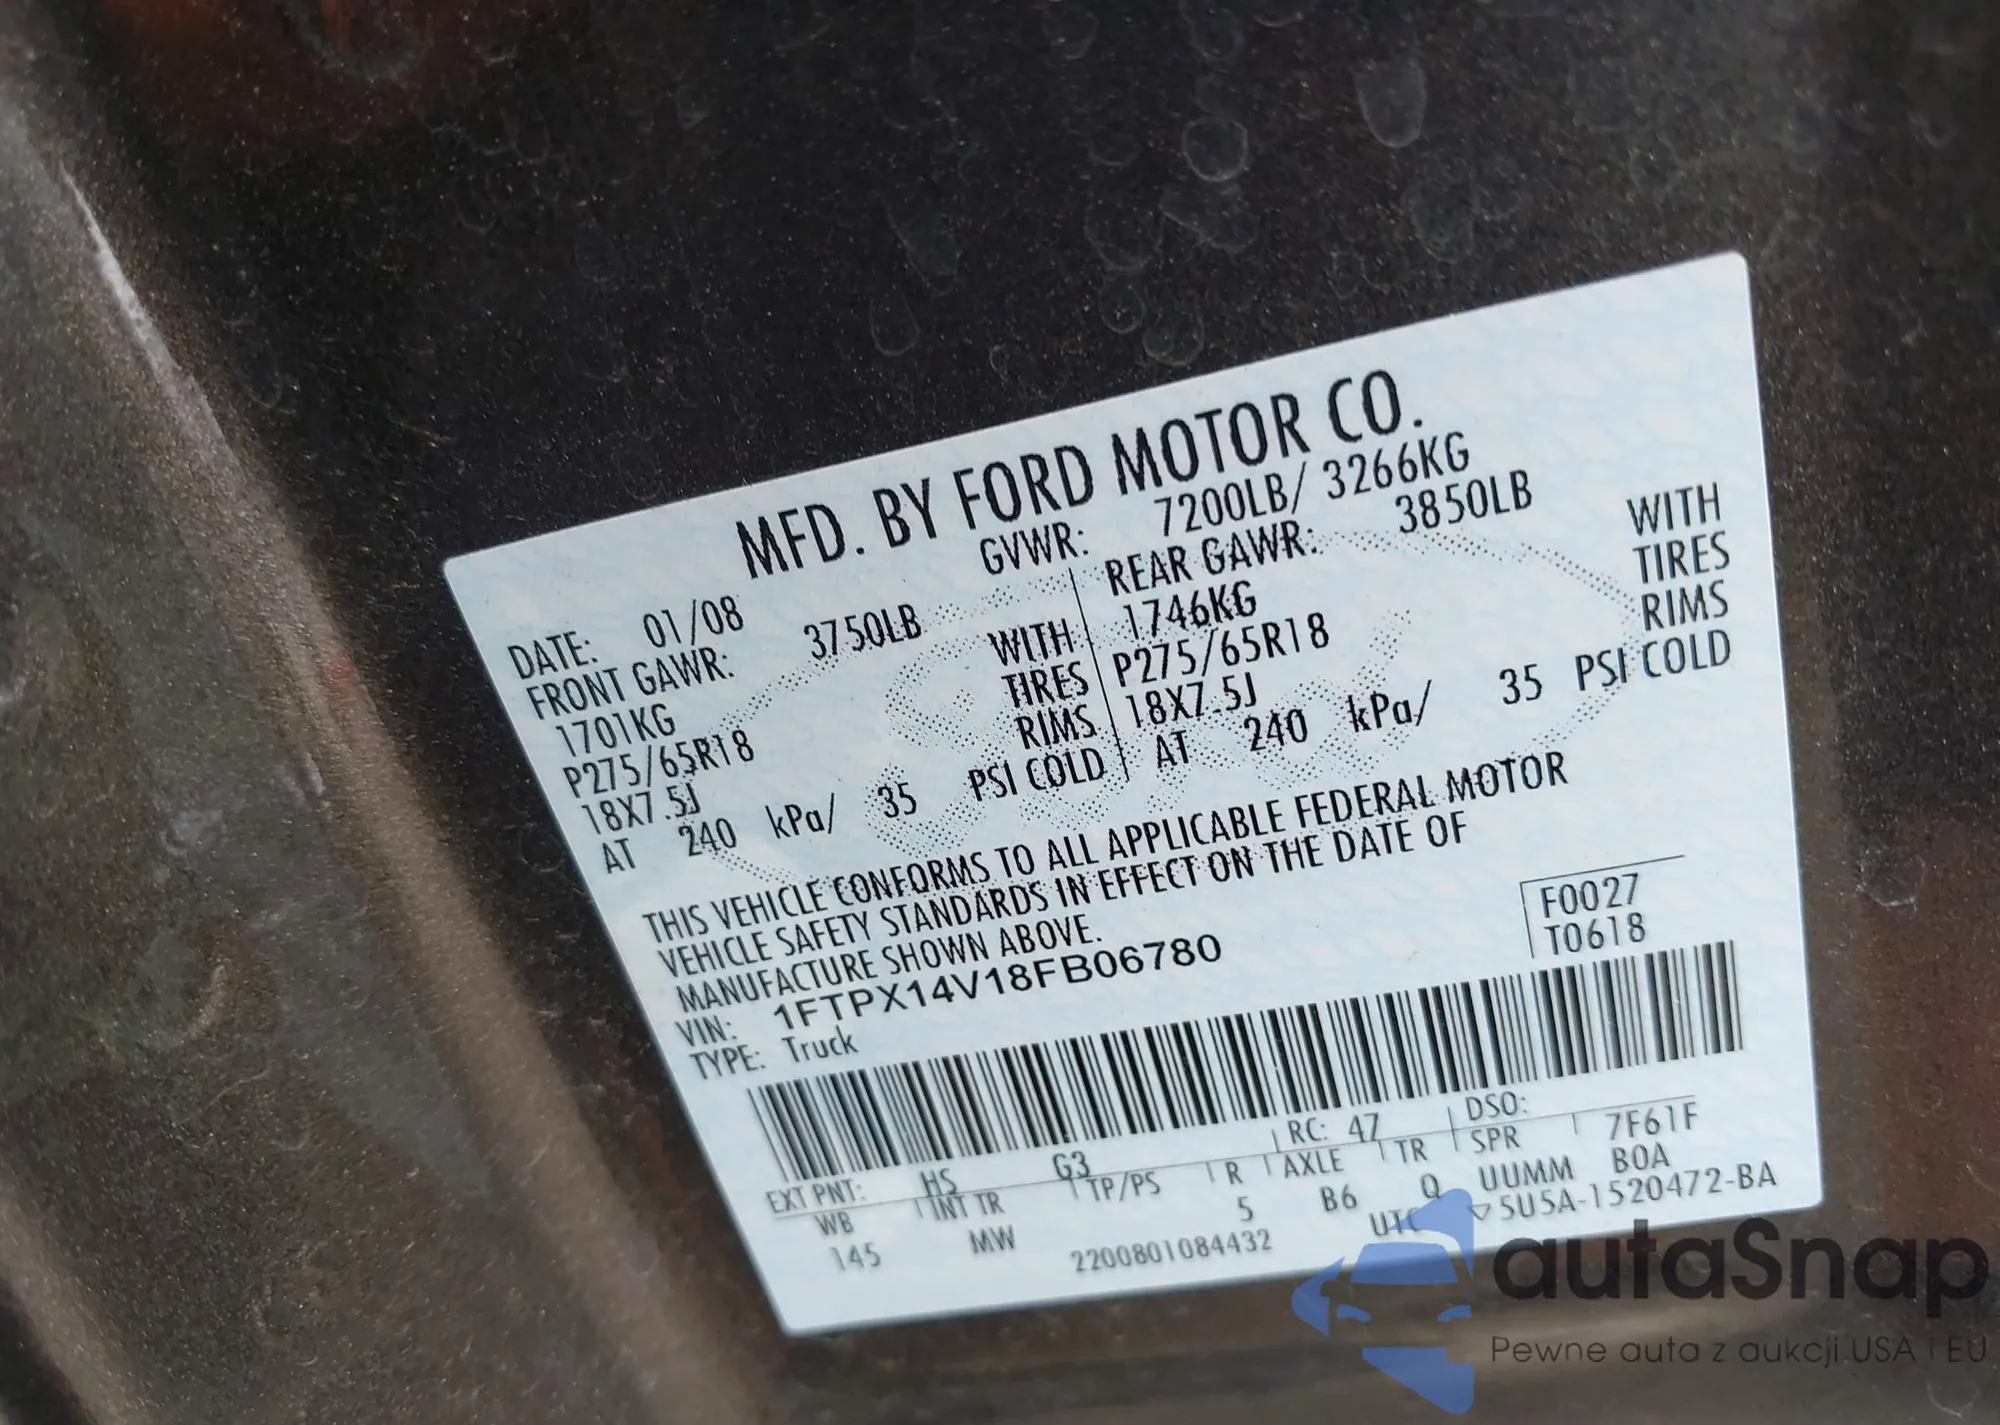 MFD. BY FORD MOTOR CO.
DATE: 01/08 GVWR: 7200LB/ 3266KG
FRONT GAWR: 3750LB REAR GAWR: 3850LB
1701KG WITH 1746KG WITH
P275/65R18 TIRES P275/65R18 TIRES
18X7.5J RIMS 18X7.5J RIMS
AT 240 kPa/ 35 PSI COLD AT 240 kPa/ 35 PSI COLD
THIS VEHICLE CONFORMS TO ALL APPLICABLE FEDERAL MOTOR
VEHICLE SAFETY STANDARDS IN EFFECT ON THE DATE OF
MANUFACTURE SHOWN ABOVE.
VIN: 1FTPX14V18FB06780
TYPE: Truck
F0027
T0618
EXT PNT: HS G3 RC: 47 DSO:
WB INT TR TP/PS R AXLE TR SPR 7F61F
145 MW 5 B6 Q UUMM B0A
2200801084432 UTC ▽5U5A-1520472-BA
autaSnap
Pewne auta z aukcji USA i EU